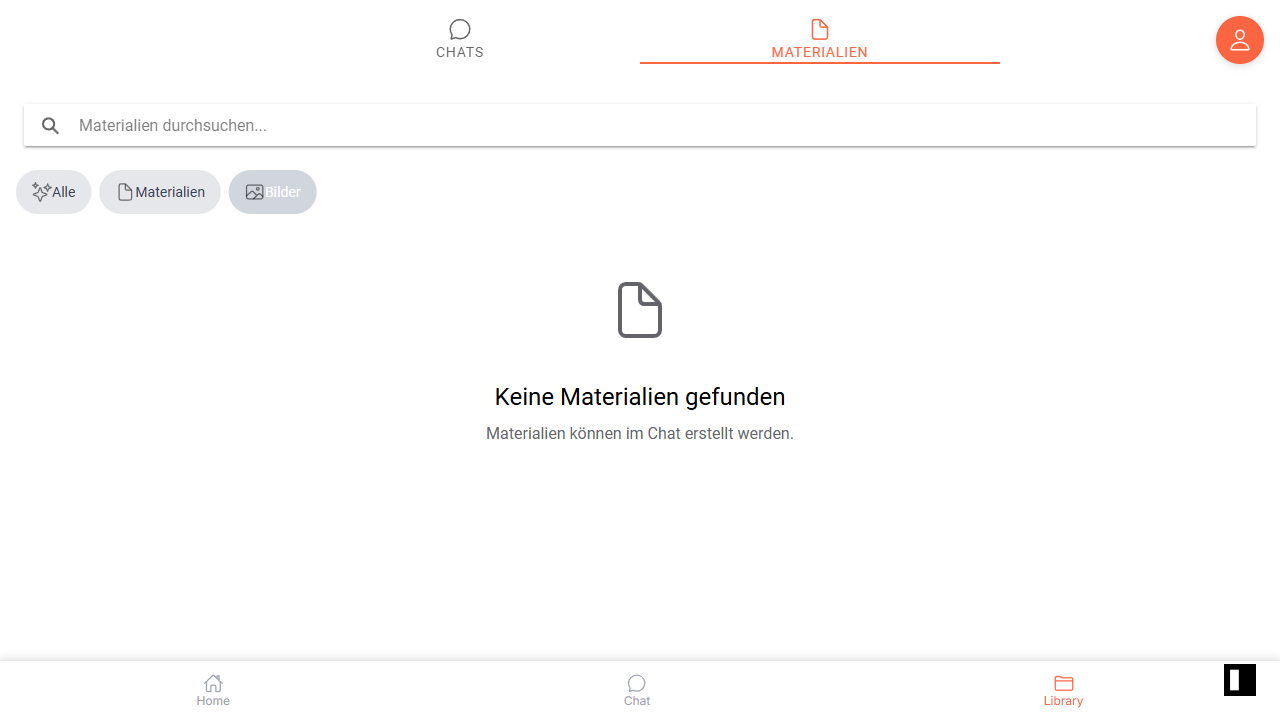 CHATS
MATERIALIEN
Materialien durchsuchen...
Alle
Materialien
Bilder
Keine Materialien gefunden
Materialien können im Chat erstellt werden.
Home
Chat
Library